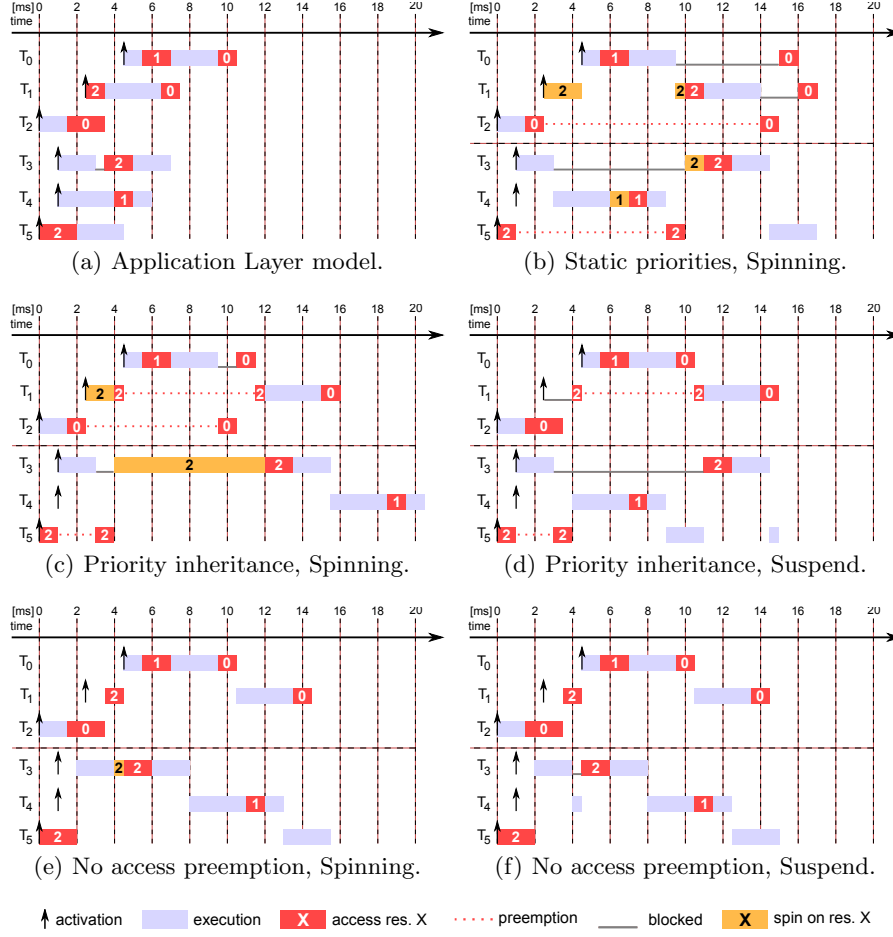 [ms] 0 2 4 6 8 10 12 14 16 20
time
T0 1 0
T1 2 0
T2 0
T3 2
T4 1
T5 2
(a) Application Layer model.
[ms] 0 2 4 6 8 10 12 14 16 20
time
T0 1 0
T1 2 2 2 0
T2 0 0
T3 2 2
T4 1 1
T5 2 2
(b) Static priorities, Spinning.
[ms] 0 2 4 6 8 10 12 14 16 20
time
T0 1 0
T1 2 2 2 0
T2 0 0
T3 2 2
T4 1
T5 2 2
(c) Priority inheritance, Spinning.
[ms] 0 2 4 6 8 10 12 14 16 20
time
T0 1 0
T1 2 2 0
T2 0
T3 2
T4 1
T5 2 2
(d) Priority inheritance, Suspend.
[ms] 0 2 4 6 8 10 12 14 16 20
time
T0 1 0
T1 2 0
T2 0
T3 2 2
T4 1
T5 2
(e) No access preemption, Spinning.
[ms] 0 2 4 6 8 10 12 14 16 20
time
T0 1 0
T1 2 0
T2 0
T3 2
T4 1
T5 2
(f) No access preemption, Suspend.
activation execution X access res. X preemption blocked X spin on res. X